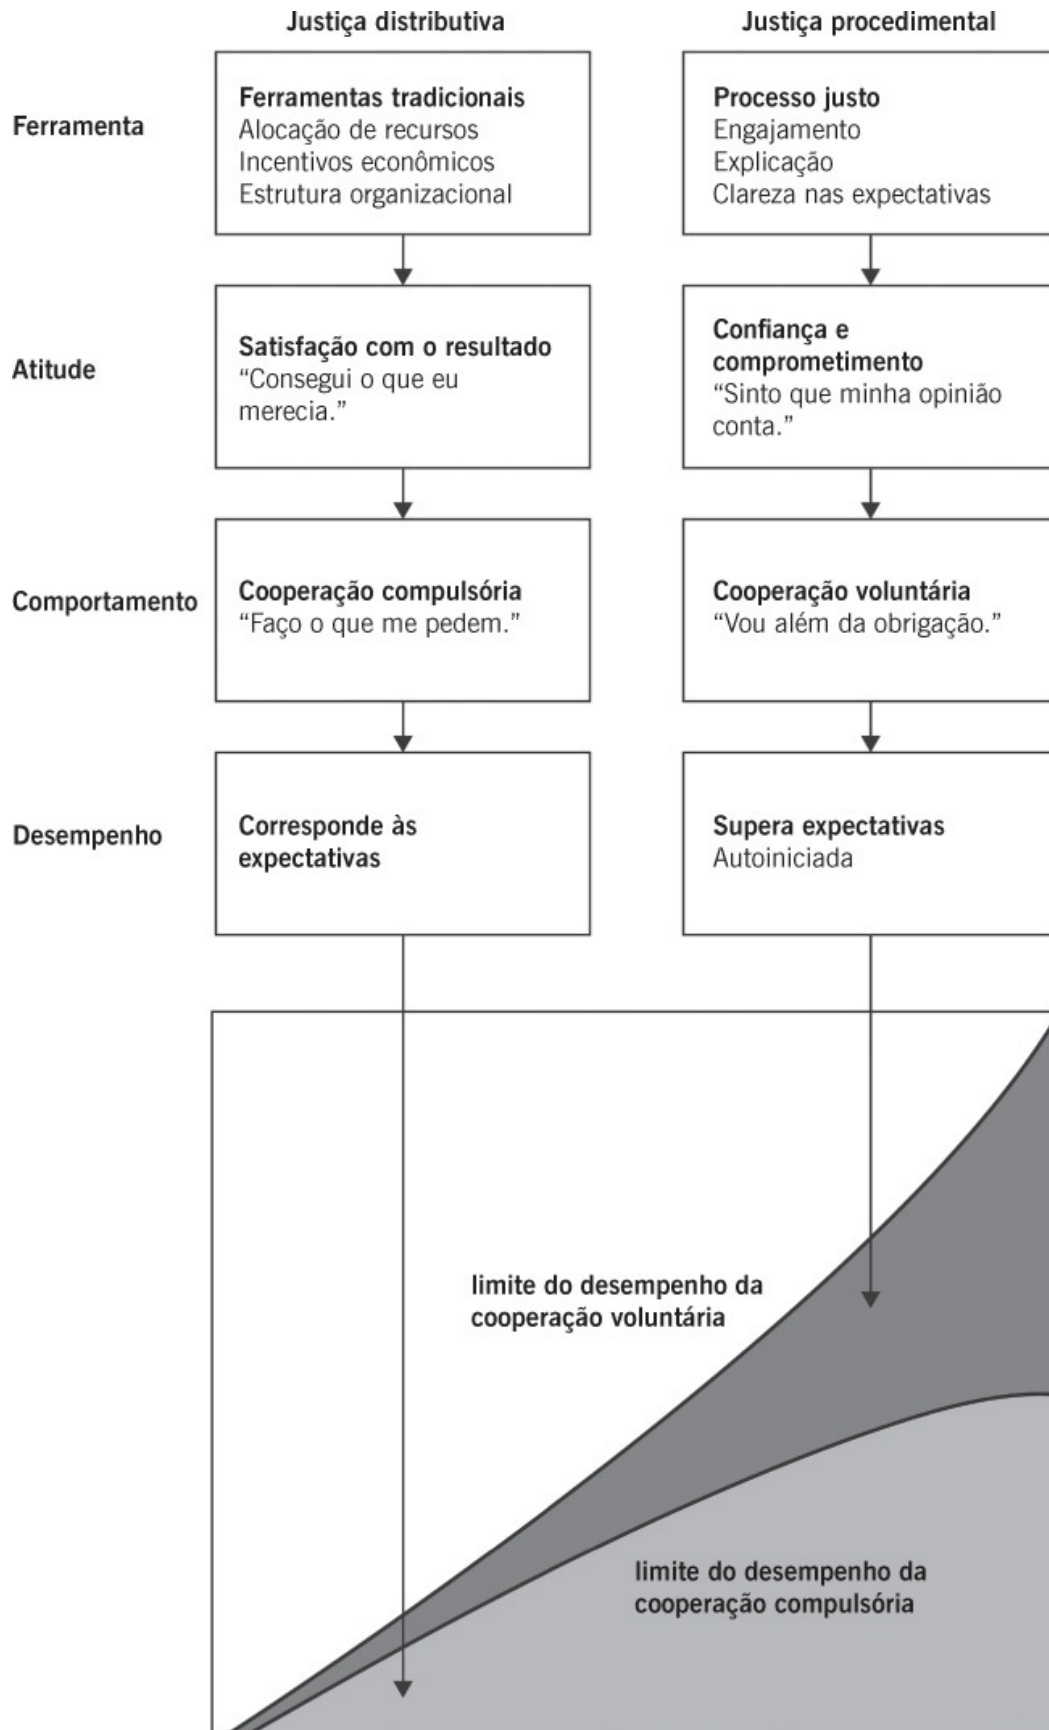 Justiça distributiva
Justiça procedimental
Ferramenta
Ferramentas tradicionais
Alocação de recursos
Incentivos econômicos
Estrutura organizacional
Processo justo
Engajamento
Explicação
Clareza nas expectativas
Atitude
Satisfação com o resultado
“Consegui o que eu
merecia.”
Confiança e
comprometimento
“Sinto que minha opinião
conta.”
Comportamento
Cooperação compulsória
“Faço o que me pedem.”
Cooperação voluntária
“Vou além da obrigação.”
Desempenho
Corresponde às
expectativas
Supera expectativas
Autoiniciada
limite do desempenho da
cooperação voluntária
limite do desempenho da
cooperação compulsória